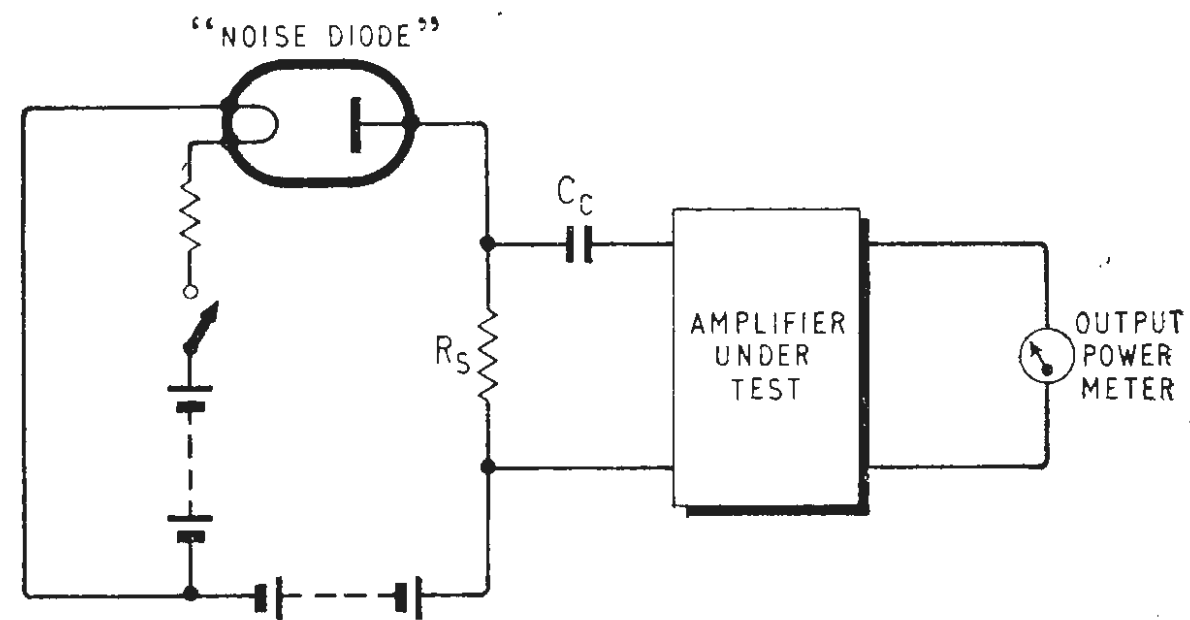 “NOISE DIODE”
C_C
R_S
AMPLIFIER
UNDER
TEST
OUTPUT
POWER
METER